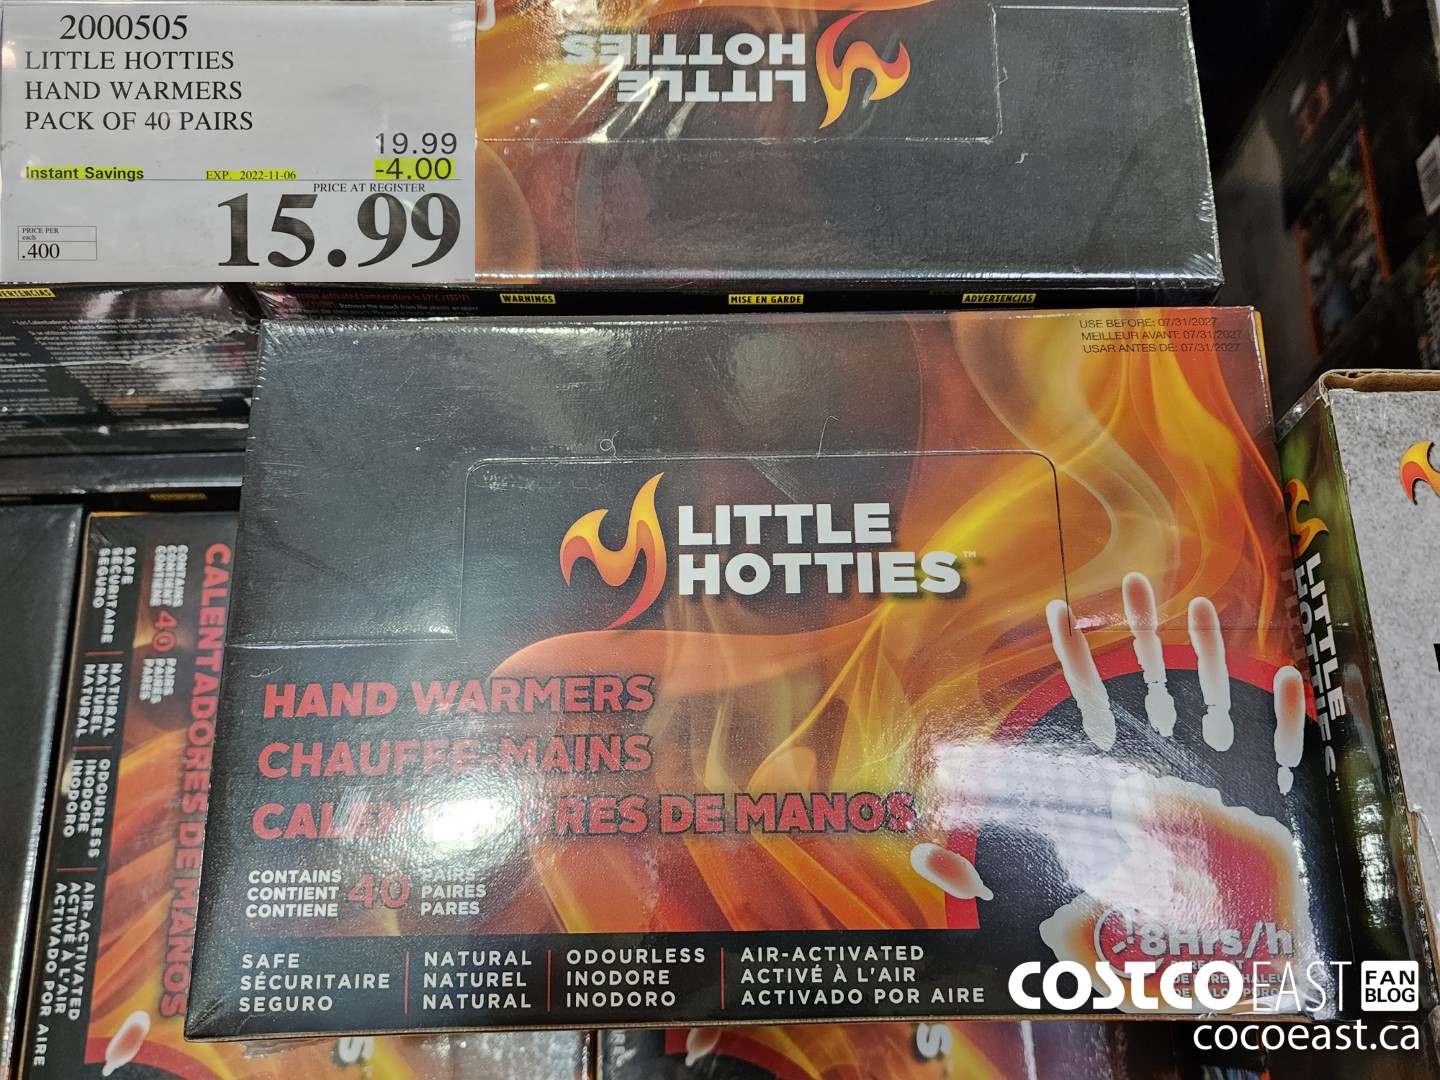 2000505
LITTLE HOTTIES
HAND WARMERS
PACK OF 40 PAIRS
19.99
Instant Savings EXP. 2022-11-06 -4.00
PRICE AT REGISTER
15.99
PRICE PER
each
.400
LITTLE
HOTTIES
WARNINGS MISE EN GARDE ADVERTENCIAS
USE BEFORE: 07/31/2027
MEILLEUR AVANT: 07/31/2027
USAR ANTES DE: 07/31/2027
LITTLE
HOTTIES™
HAND WARMERS
CHAUFFE-MAINS
CALENTADORES DE MANOS
CONTAINS 40 PAIRS
CONTIENT PAIRES
CONTIENE PARES
SAFE NATURAL ODOURLESS AIR-ACTIVATED
SÉCURITAIRE NATUREL INODORE ACTIVÉ À L'AIR
SEGURO NATURAL INODORO ACTIVADO POR AIRE
8Hrs/h
LITTLE
HOTTIES™
CALENTADORES DE MANOS
CONTAINS 40 PAIRS
CONTIENT PAIRES
CONTIENE PARES
SAFE NATURAL ODOURLESS AIR-ACTIVATED
SÉCURITAIRE NATUREL INODORE ACTIVÉ À L'AIR
SEGURO NATURAL INODORO ACTIVADO POR AIRE
COSTCO EAST FAN
BLOG
cocoeast.ca